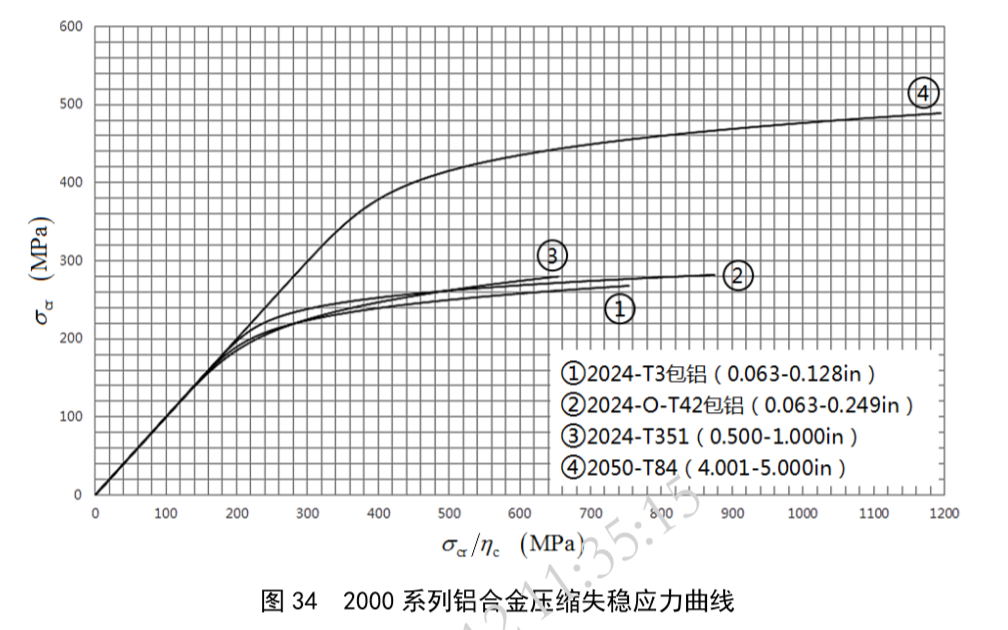 600
500
400
300
200
100
0
σcr (MPa)
④
③
②
①
①2024-T3包铝（0.063-0.128in）
②2024-O-T42包铝（0.063-0.249in）
③2024-T351（0.500-1.000in）
④2050-T84（4.001-5.000in）
0 100 200 300 400 500 600 700 800 900 1000 1100 1200
σcr/ηc (MPa)
11:35:15
图 34 2000 系列铝合金压缩失稳应力曲线